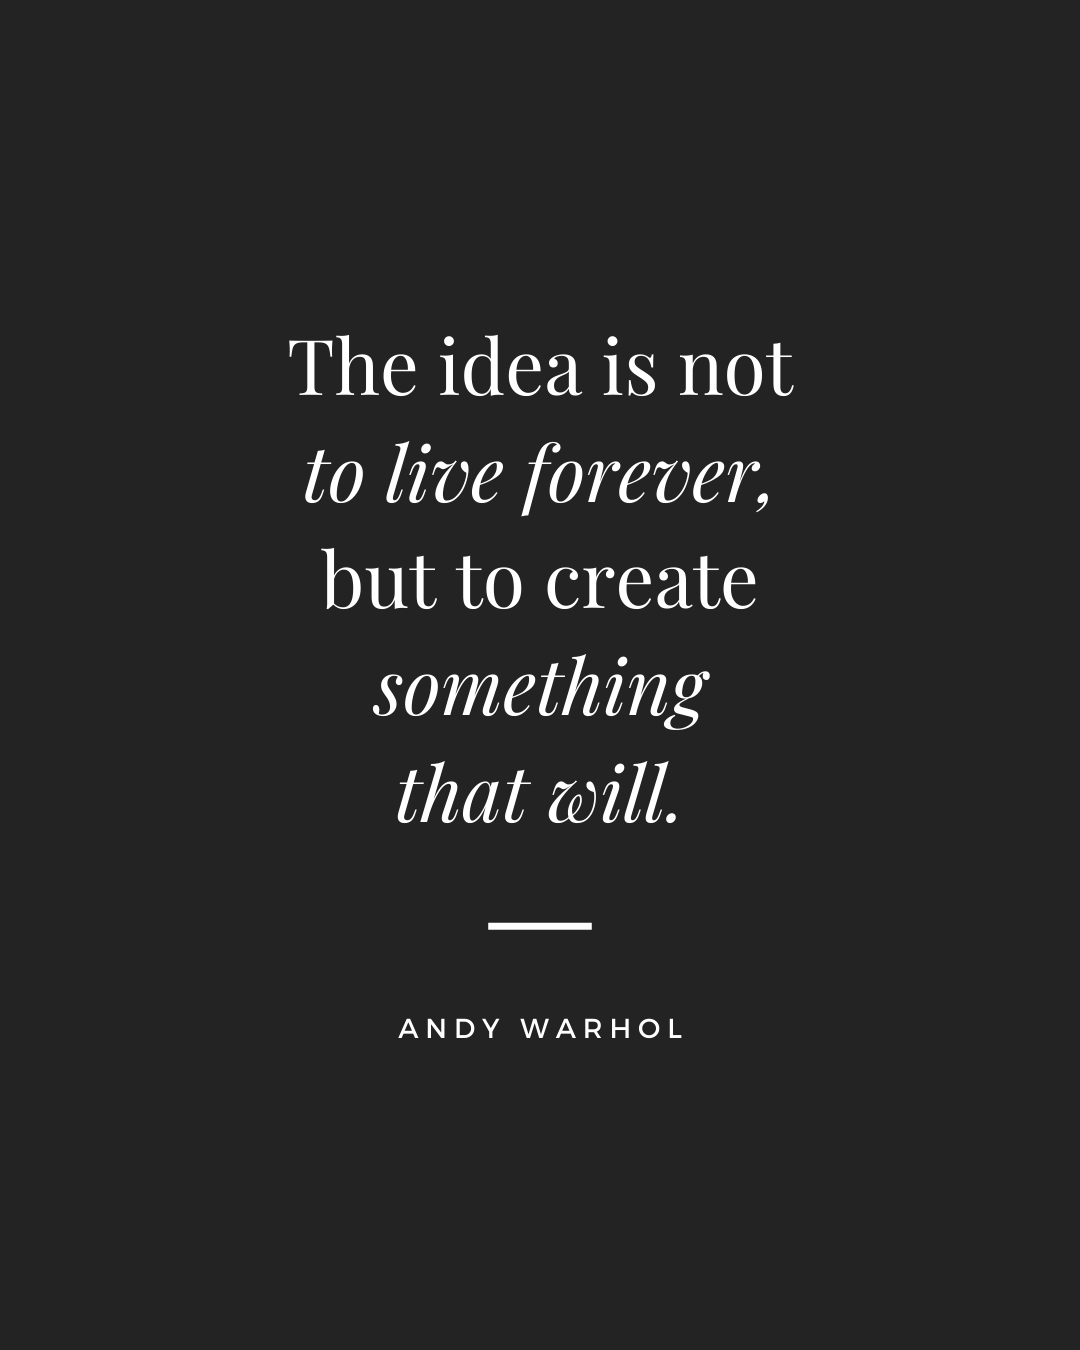 The idea is not
to live forever,
but to create
something
that will.
ANDY WARHOL